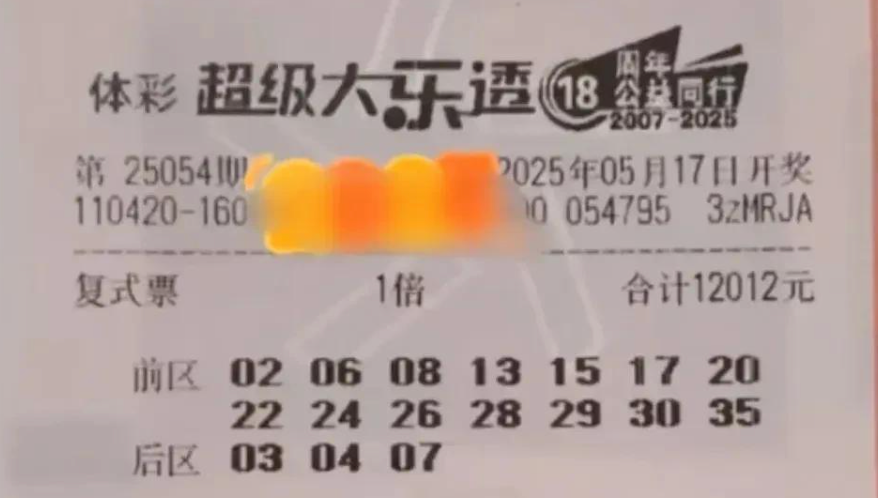 体彩 超级大乐透 18 周年 公益同行 2007-2025
第 25054期 2025年05月17日开奖
110420-160 00 054795 3zMRJA
复式票 1倍 合计12012元
前区 02 06 08 13 15 17 20
22 24 26 28 29 30 35
后区 03 04 07